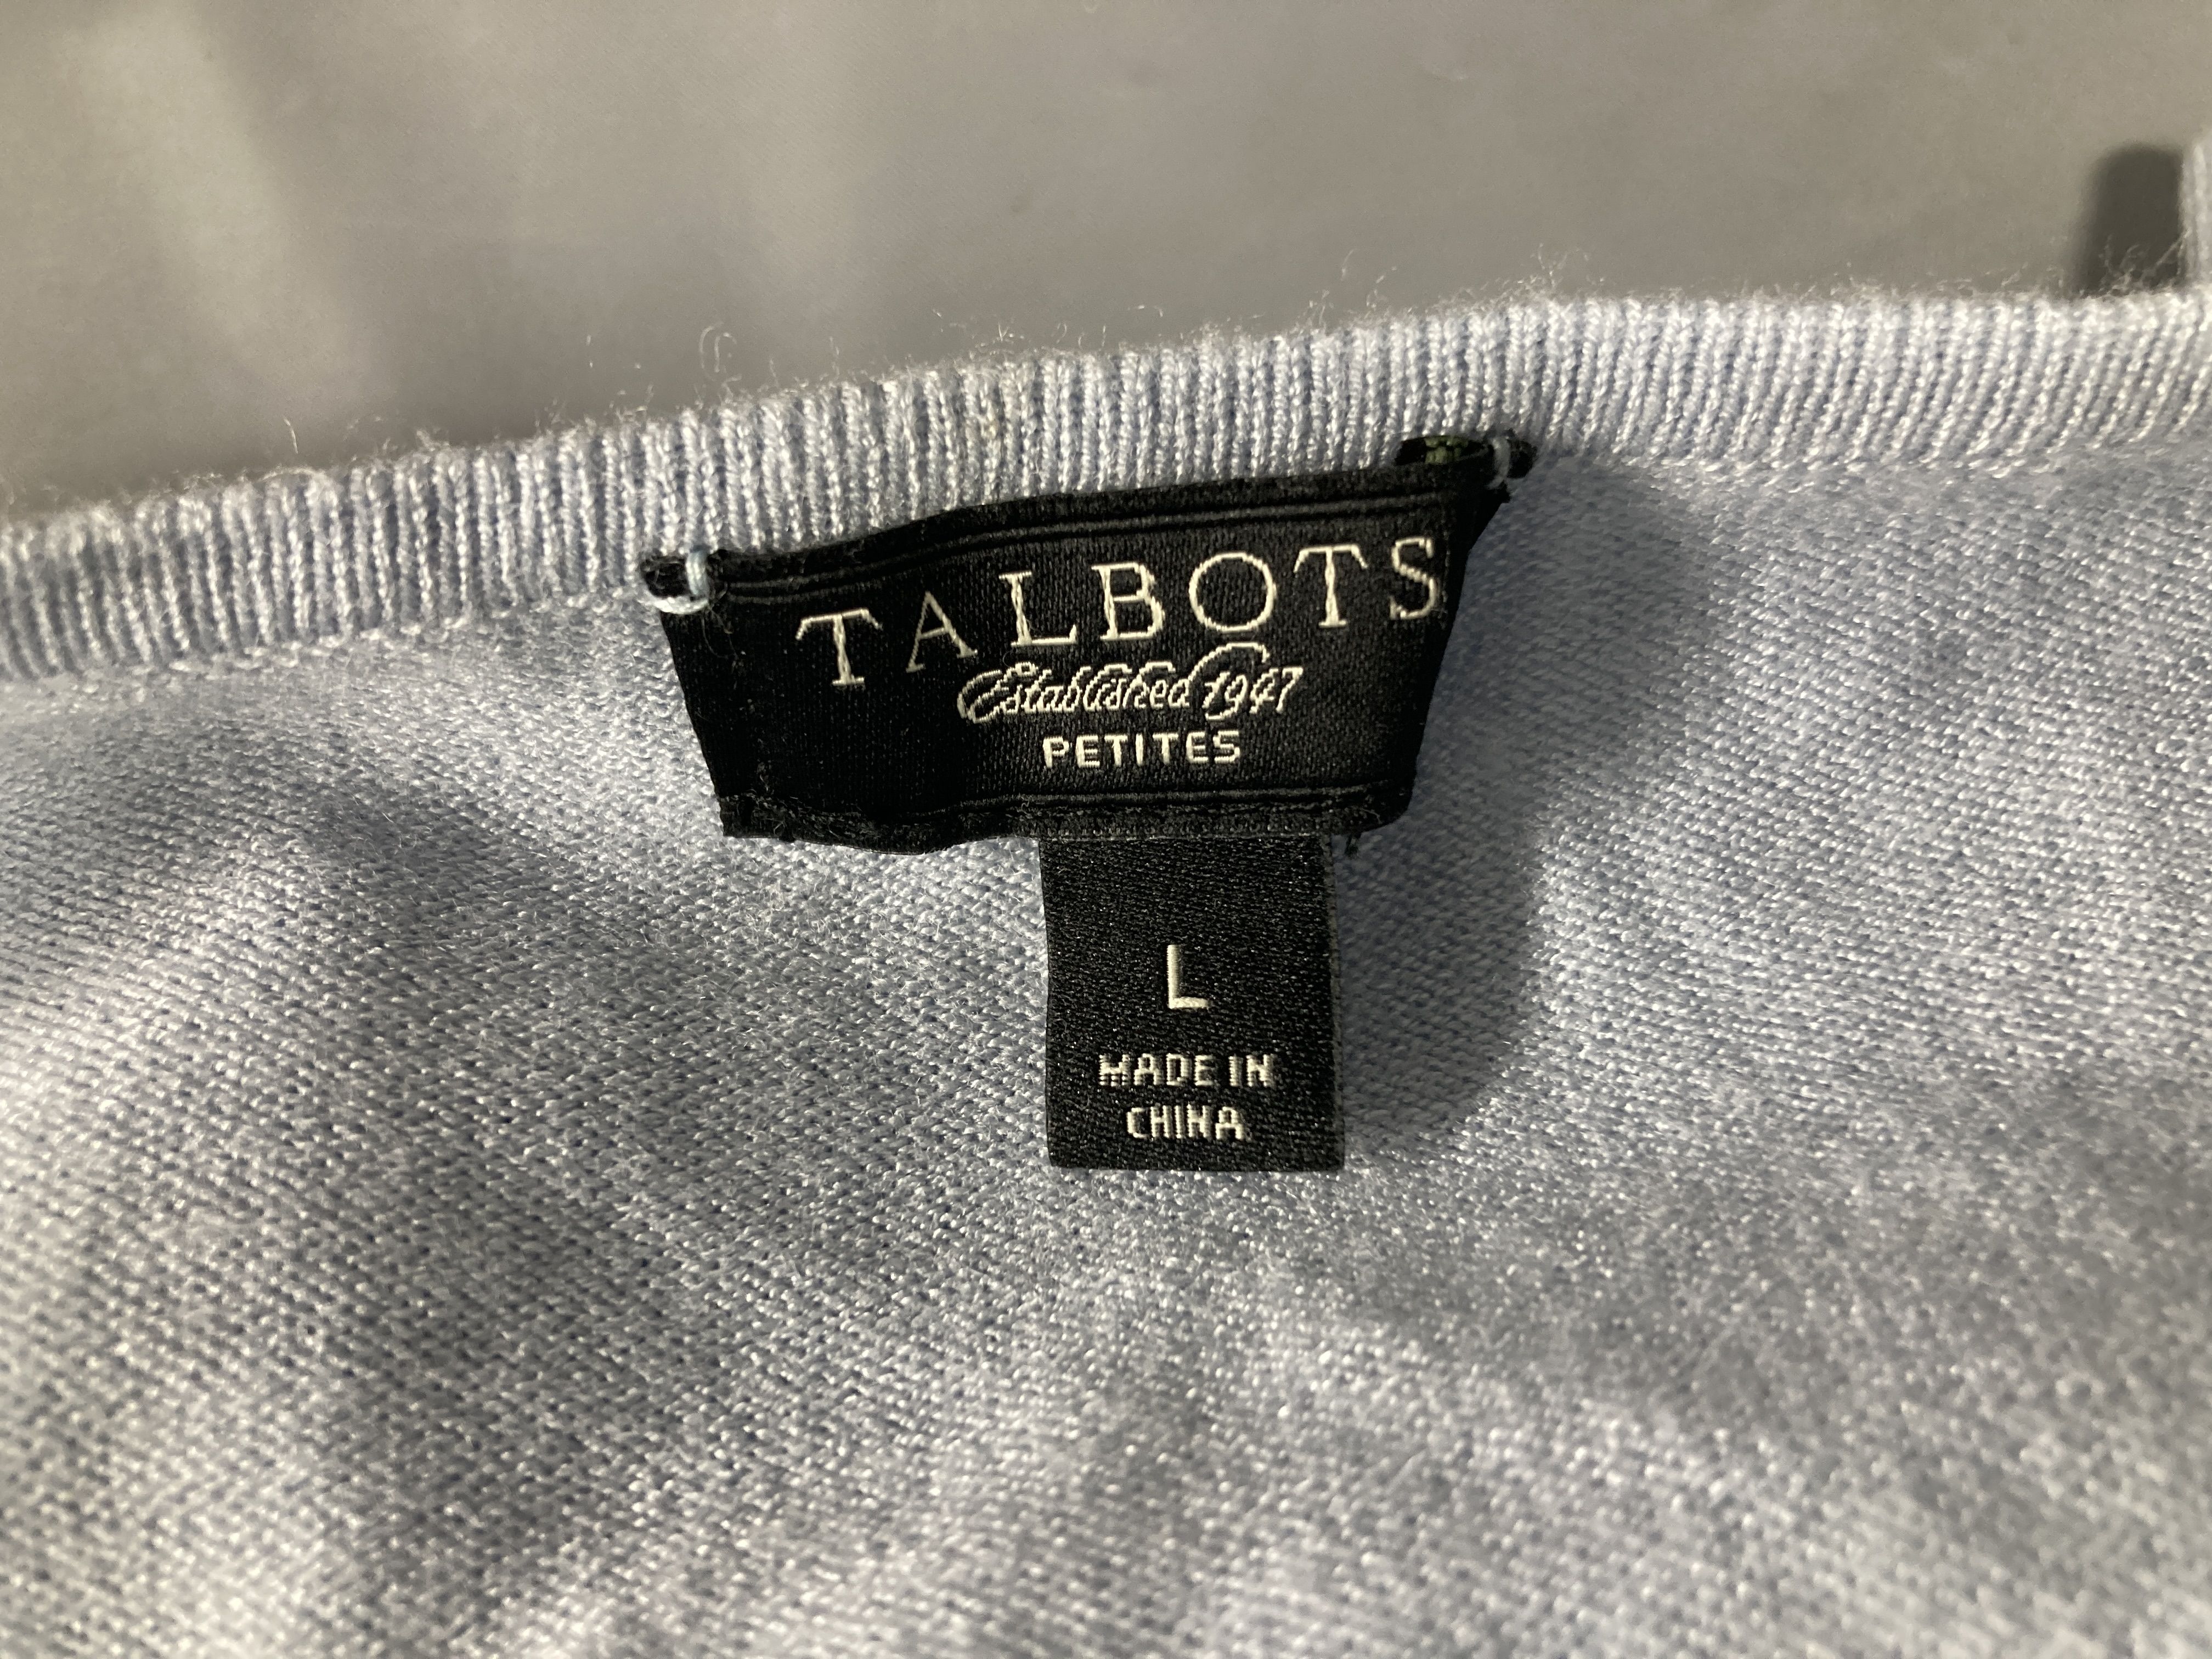 TALBOTS
Established 1947
PETITES
L
MADE IN
CHINA